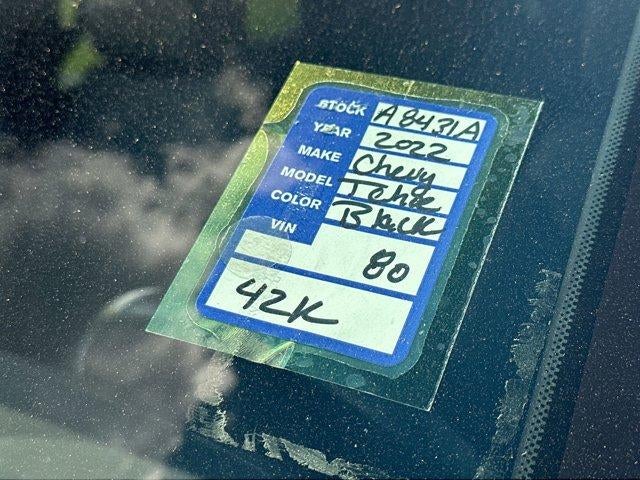 STOCK A8431A
YEAR 2022
MAKE Chevy
MODEL Tahoe
COLOR Black
VIN 80
42K